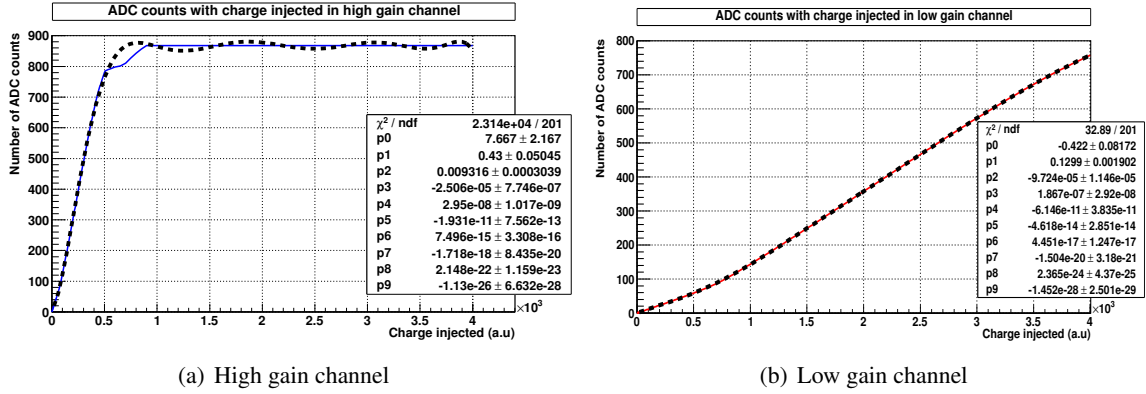 ADC counts with charge injected in high gain channel
Number of ADC counts
900
800
700
600
500
400
300
200
100
0
χ² / ndf 2.314e+04 / 201
p0 7.667 ± 2.167
p1 0.43 ± 0.05045
p2 0.009316 ± 0.0003039
p3 -2.506e-05 ± 7.746e-07
p4 2.95e-08 ± 1.017e-09
p5 -1.931e-11 ± 7.562e-13
p6 7.496e-15 ± 3.308e-16
p7 -1.718e-18 ± 8.435e-20
p8 2.148e-22 ± 1.159e-23
p9 -1.13e-26 ± 6.632e-28
0 0.5 1 1.5 2 2.5 3 3.5 4
×10³
Charge injected (a.u)
(a) High gain channel
ADC counts with charge injected in low gain channel
Number of ADC counts
800
700
600
500
400
300
200
100
0
χ² / ndf 32.89 / 201
p0 -0.422 ± 0.08172
p1 0.1299 ± 0.001902
p2 -9.724e-05 ± 1.146e-05
p3 1.867e-07 ± 2.92e-08
p4 -6.146e-11 ± 3.835e-11
p5 -4.618e-14 ± 2.851e-14
p6 4.451e-17 ± 1.247e-17
p7 -1.504e-20 ± 3.18e-21
p8 2.365e-24 ± 4.37e-25
p9 -1.452e-28 ± 2.501e-29
0 0.5 1 1.5 2 2.5 3 3.5 4
×10³
Charge injected (a.u)
(b) Low gain channel